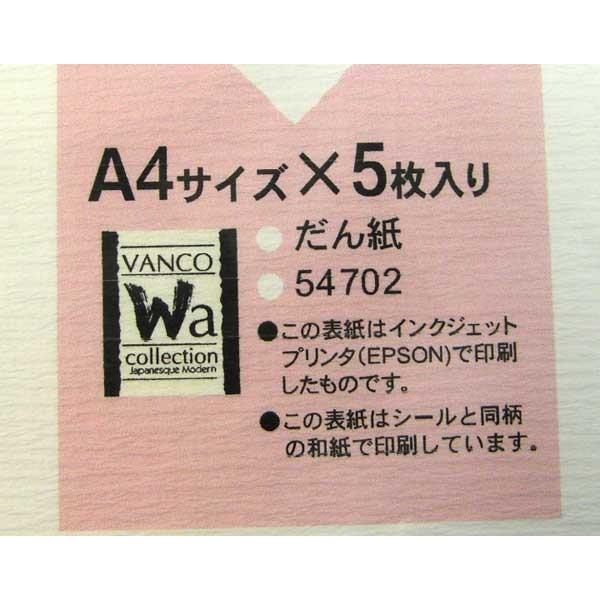 A4サイズ×5枚入り
だん紙
54702
VANCO
Wa
collection
Japanesque Modern
●この表紙はインクジェット
プリンタ(EPSON)で印刷
したものです。
●この表紙はシールと同柄
の和紙で印刷しています。